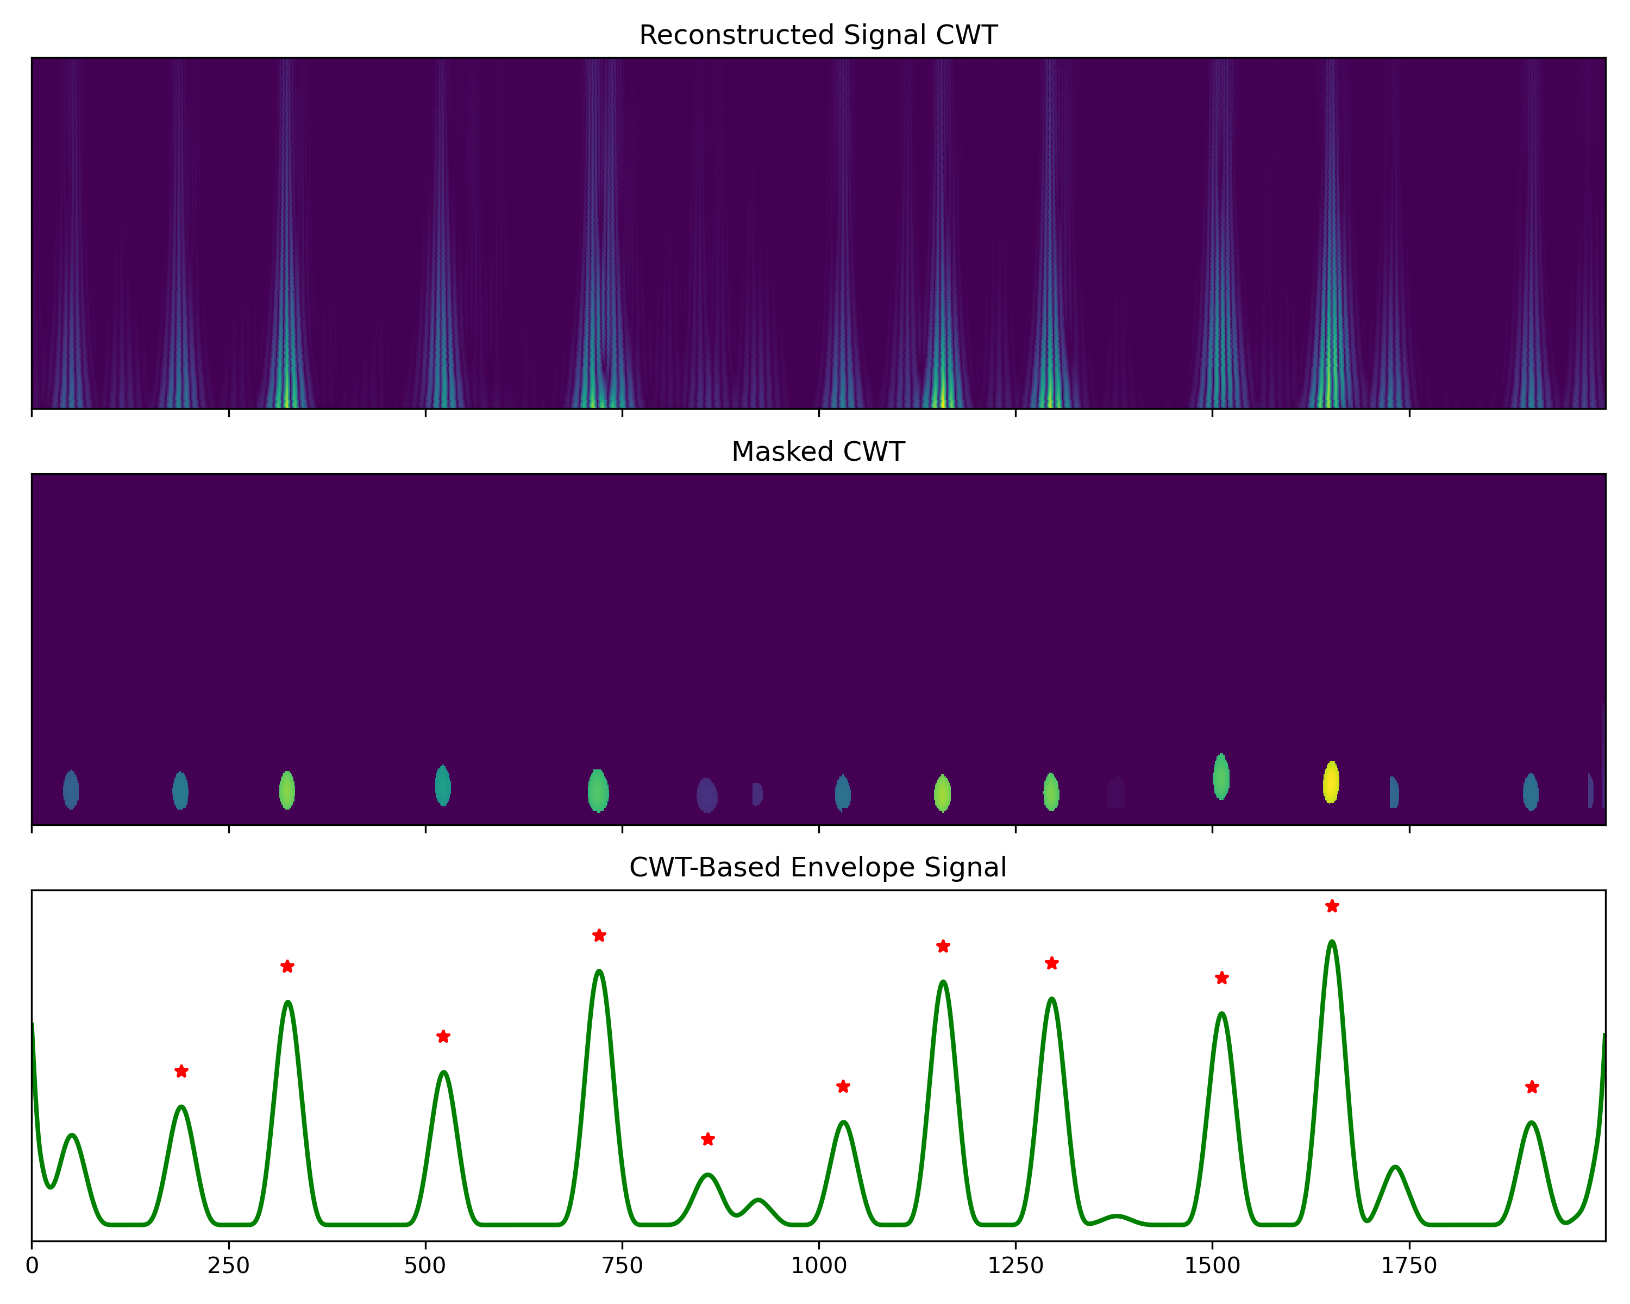 Reconstructed Signal CWT
Masked CWT
CWT-Based Envelope Signal
0 250 500 750 1000 1250 1500 1750